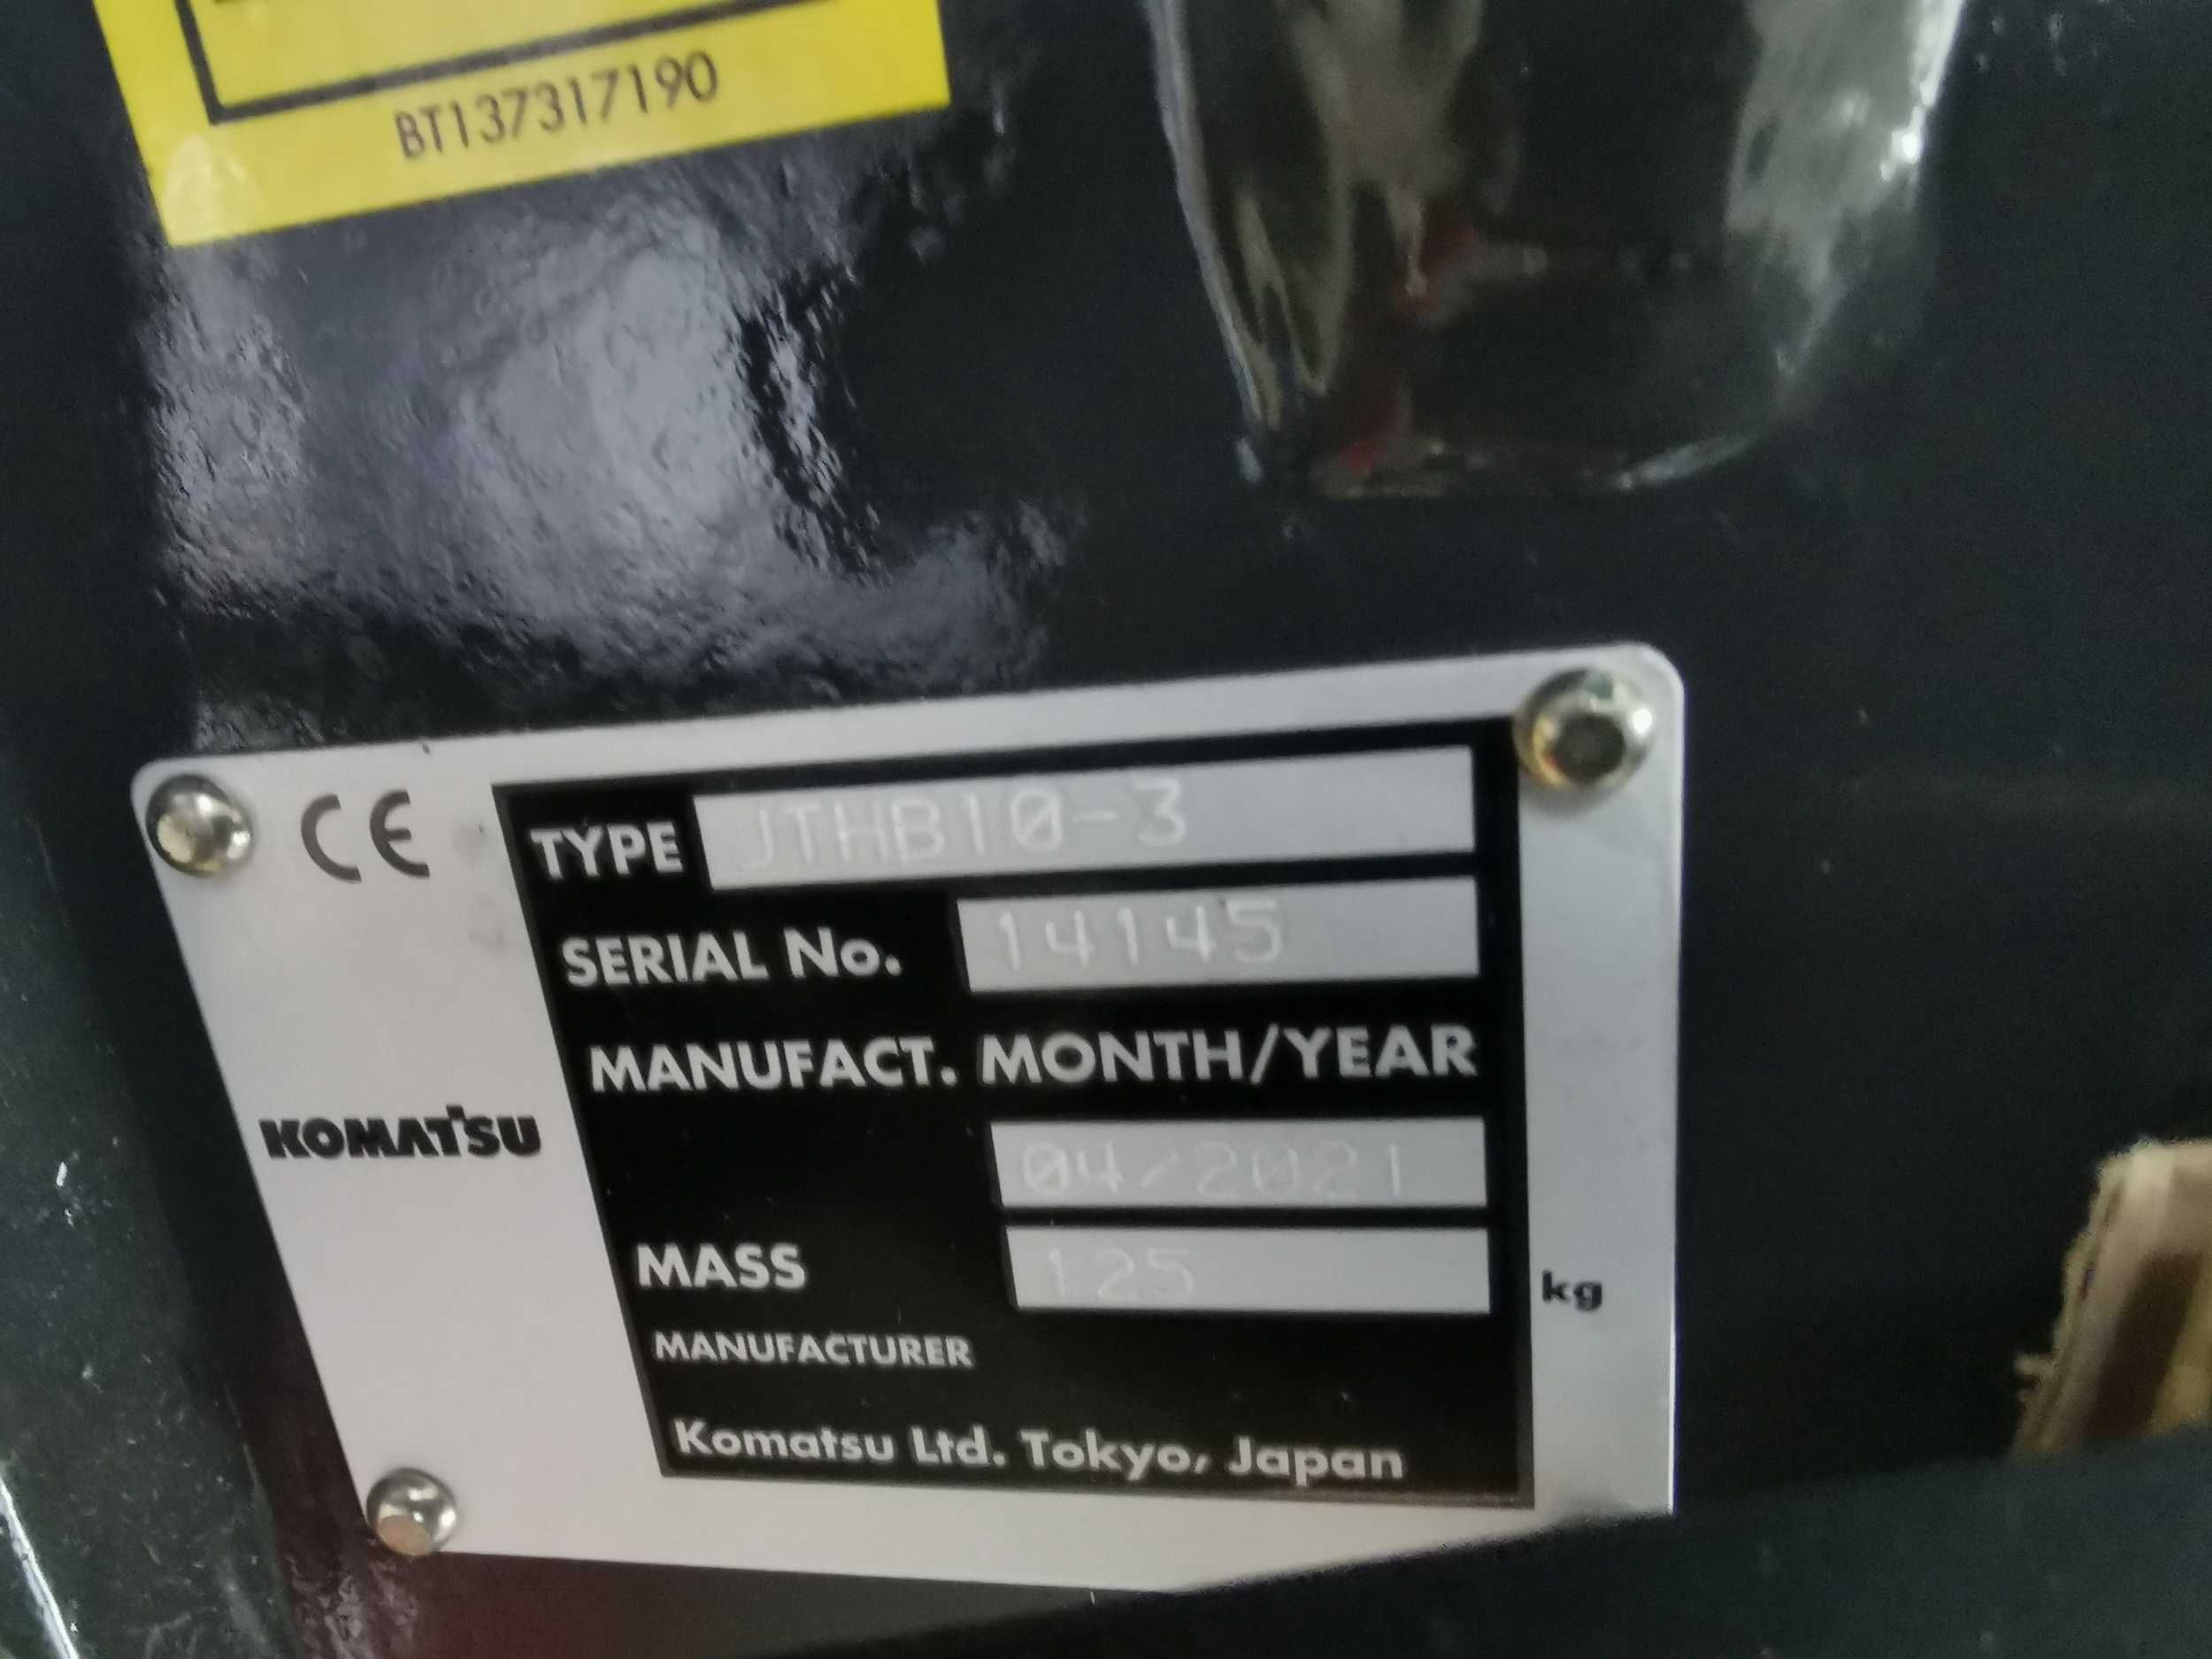 BT137317190
CE
TYPE JTHB10-3
SERIAL No. 14145
MANUFACT. MONTH/YEAR
04/2021
KOMATSU
MASS 125 kg
MANUFACTURER
Komatsu Ltd. Tokyo, Japan